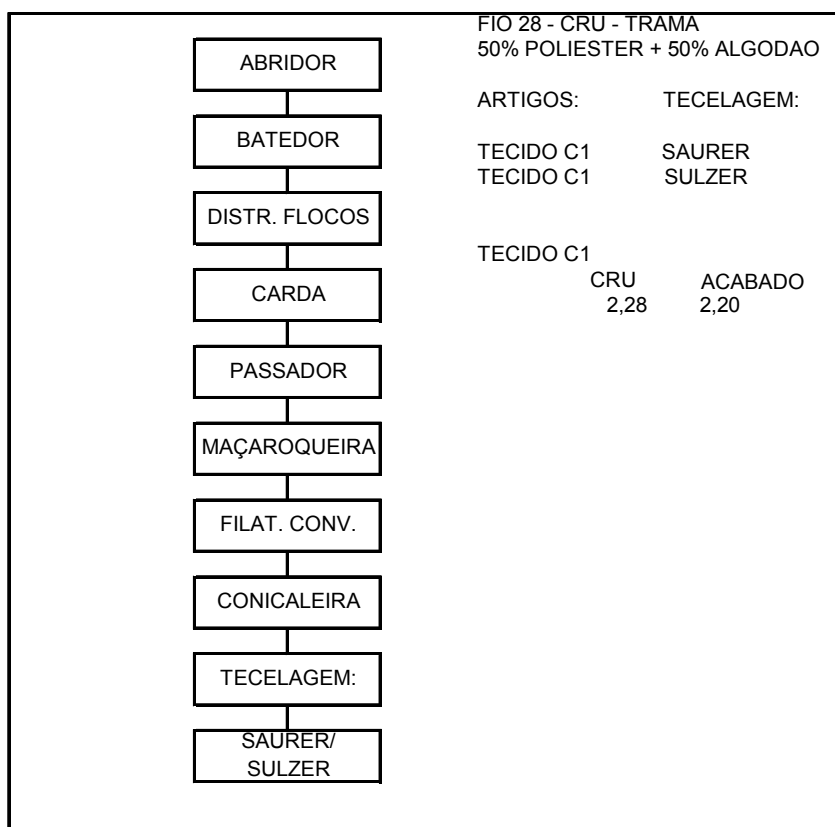 ABRIDOR
BATEDOR
DISTR. FLOCOS
CARDA
PASSADOR
MAÇAROQUEIRA
FILAT. CONV.
CONICALEIRA
TECELAGEM:
SAURER/
SULZER
FIO 28 - CRU - TRAMA
50% POLIESTER + 50% ALGODAO
ARTIGOS: TECELAGEM:
TECIDO C1 SAURER
TECIDO C1 SULZER
TECIDO C1
CRU ACABADO
2,28 2,20